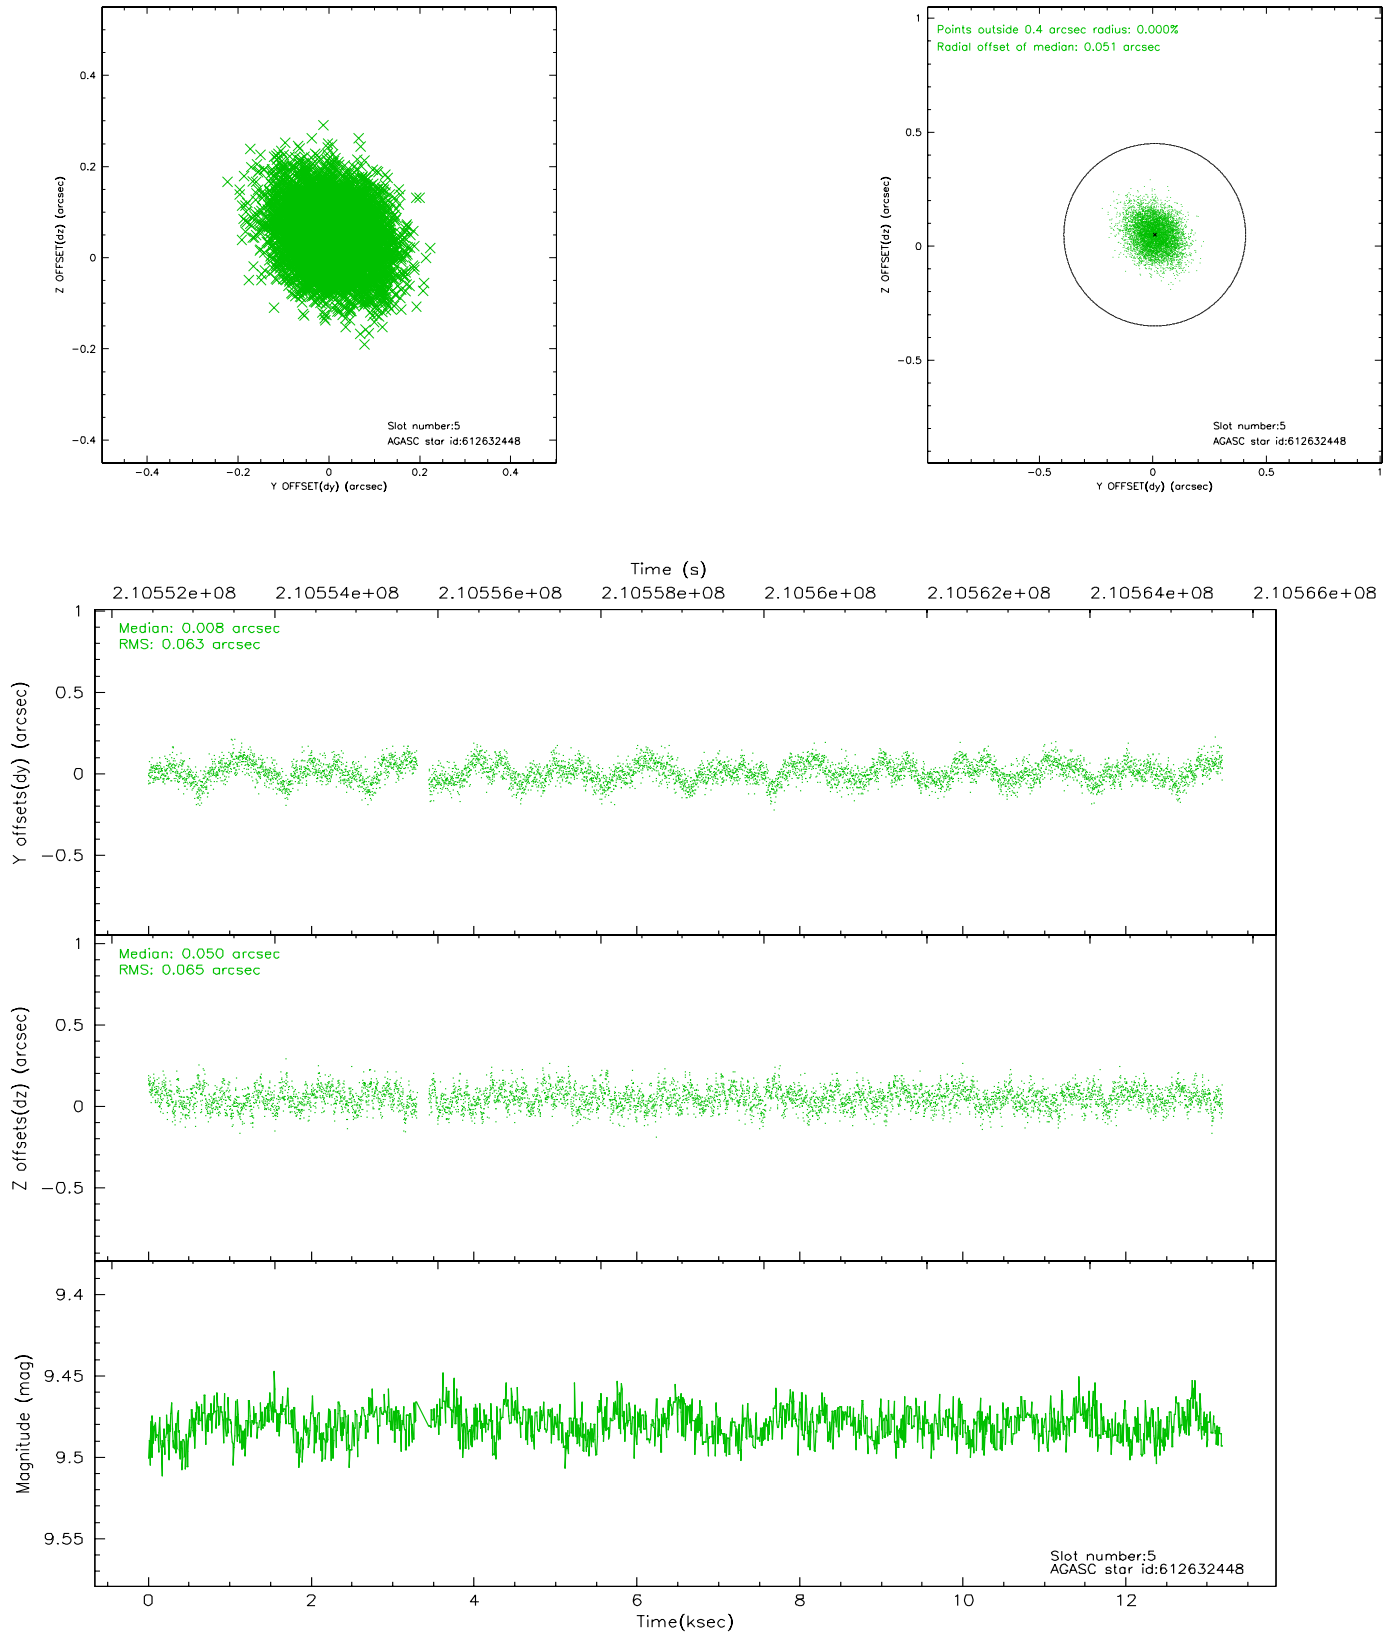 0.4
0.2
0
−0.2
−0.4
Z OFFSET(dz) (arcsec)
Slot number:5
AGASC star id:612632448
−0.4 −0.2 0 0.2 0.4
Y OFFSET(dy) (arcsec)
Points outside 0.4 arcsec radius: 0.000%
Radial offset of median: 0.051 arcsec
1
0.5
0
−0.5
Z OFFSET(dz) (arcsec)
Slot number:5
AGASC star id:612632448
−0.5 0 0.5 1
Y OFFSET(dy) (arcsec)
Time (s)
2.10552e+08 2.10554e+08 2.10556e+08 2.10558e+08 2.1056e+08 2.10562e+08 2.10564e+08 2.10566e+08
Median: 0.008 arcsec
RMS: 0.063 arcsec
1
0.5
0
−0.5
Y offsets(dy) (arcsec)
Median: 0.050 arcsec
RMS: 0.065 arcsec
1
0.5
0
−0.5
Z offsets(dz) (arcsec)
9.4
9.45
9.5
9.55
Magnitude (mag)
Slot number:5
AGASC star id:612632448
0 2 4 6 8 10 12
Time(ksec)